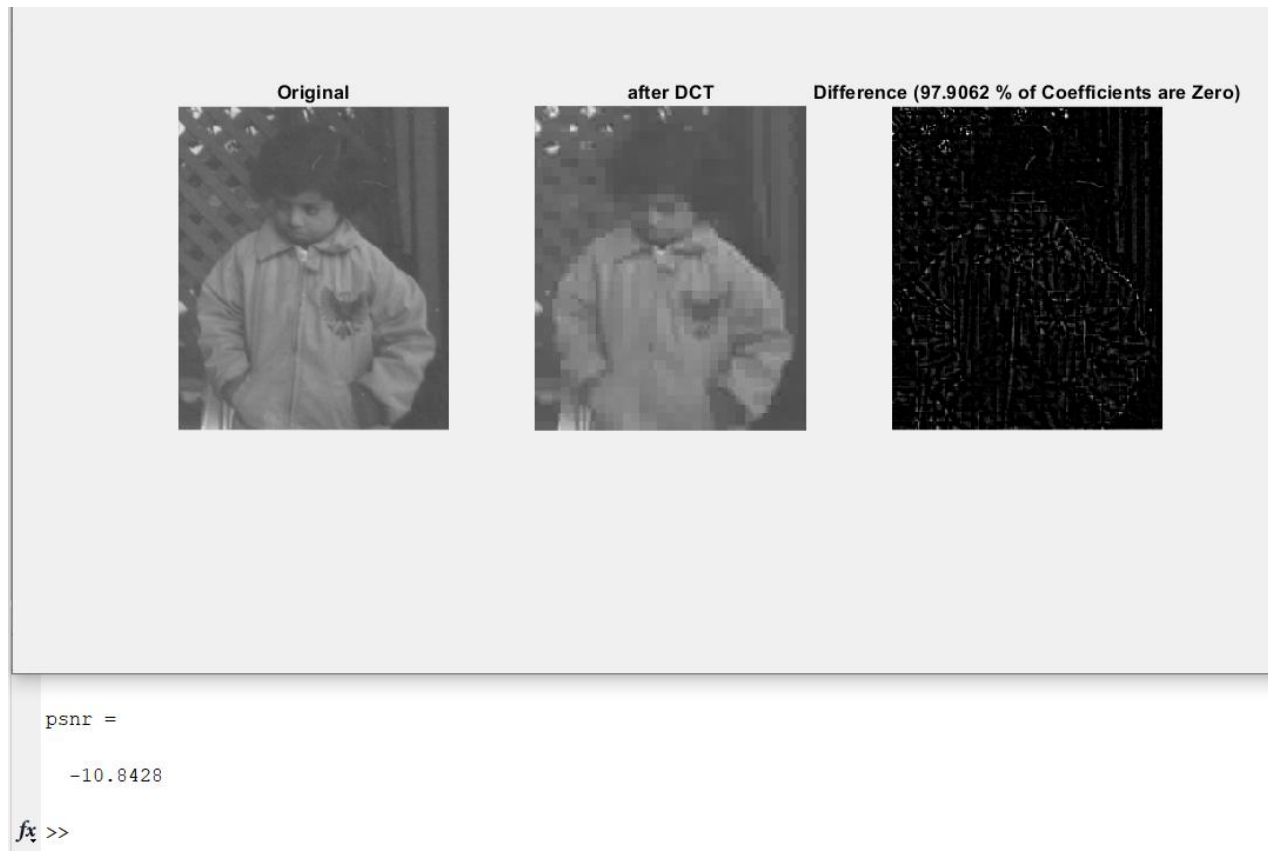 Original
after DCT
Difference (97.9062 % of Coefficients are Zero)
psnr =
-10.8428
fx >>